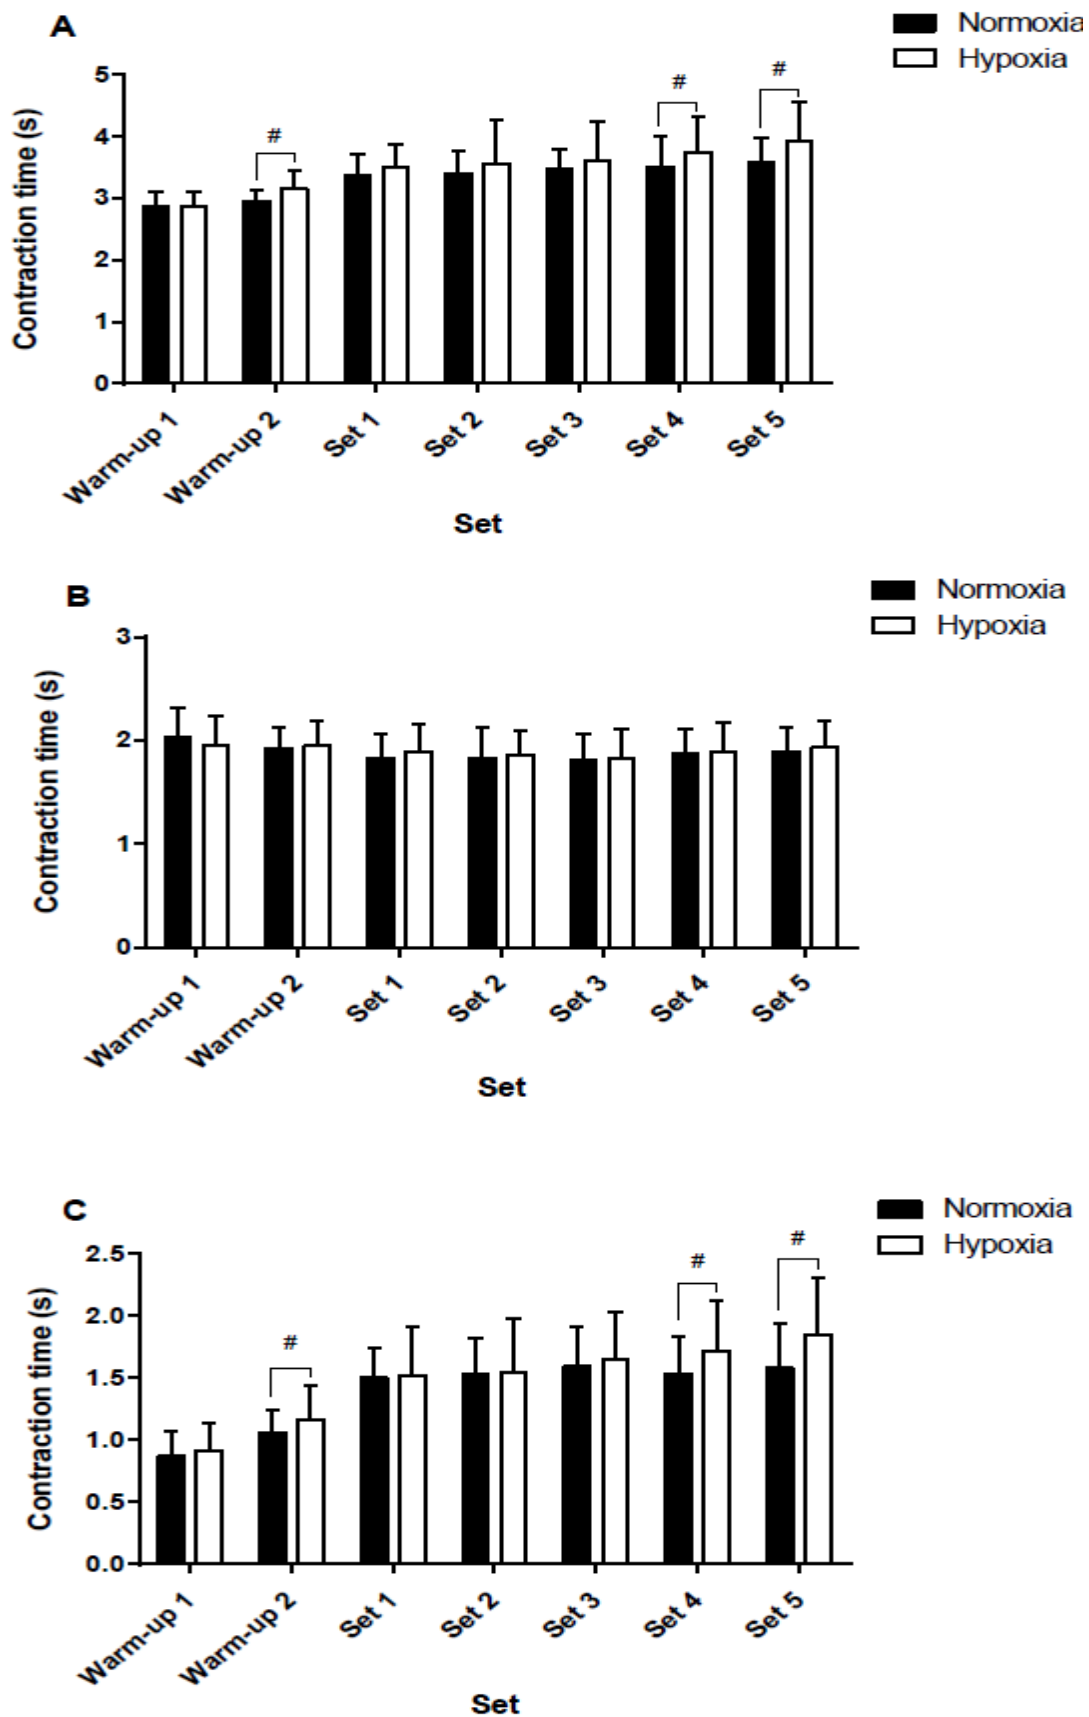 A
Normoxia
Hypoxia
Contraction time (s)
5
4
3
2
1
0
#
#
#
Warm-up 1
Warm-up 2
Set 1
Set 2
Set 3
Set 4
Set 5
Set
B
Normoxia
Hypoxia
Contraction time (s)
3
2
1
0
Warm-up 1
Warm-up 2
Set 1
Set 2
Set 3
Set 4
Set 5
Set
C
Normoxia
Hypoxia
Contraction time (s)
2.5
2.0
1.5
1.0
0.5
0.0
#
#
#
Warm-up 1
Warm-up 2
Set 1
Set 2
Set 3
Set 4
Set 5
Set